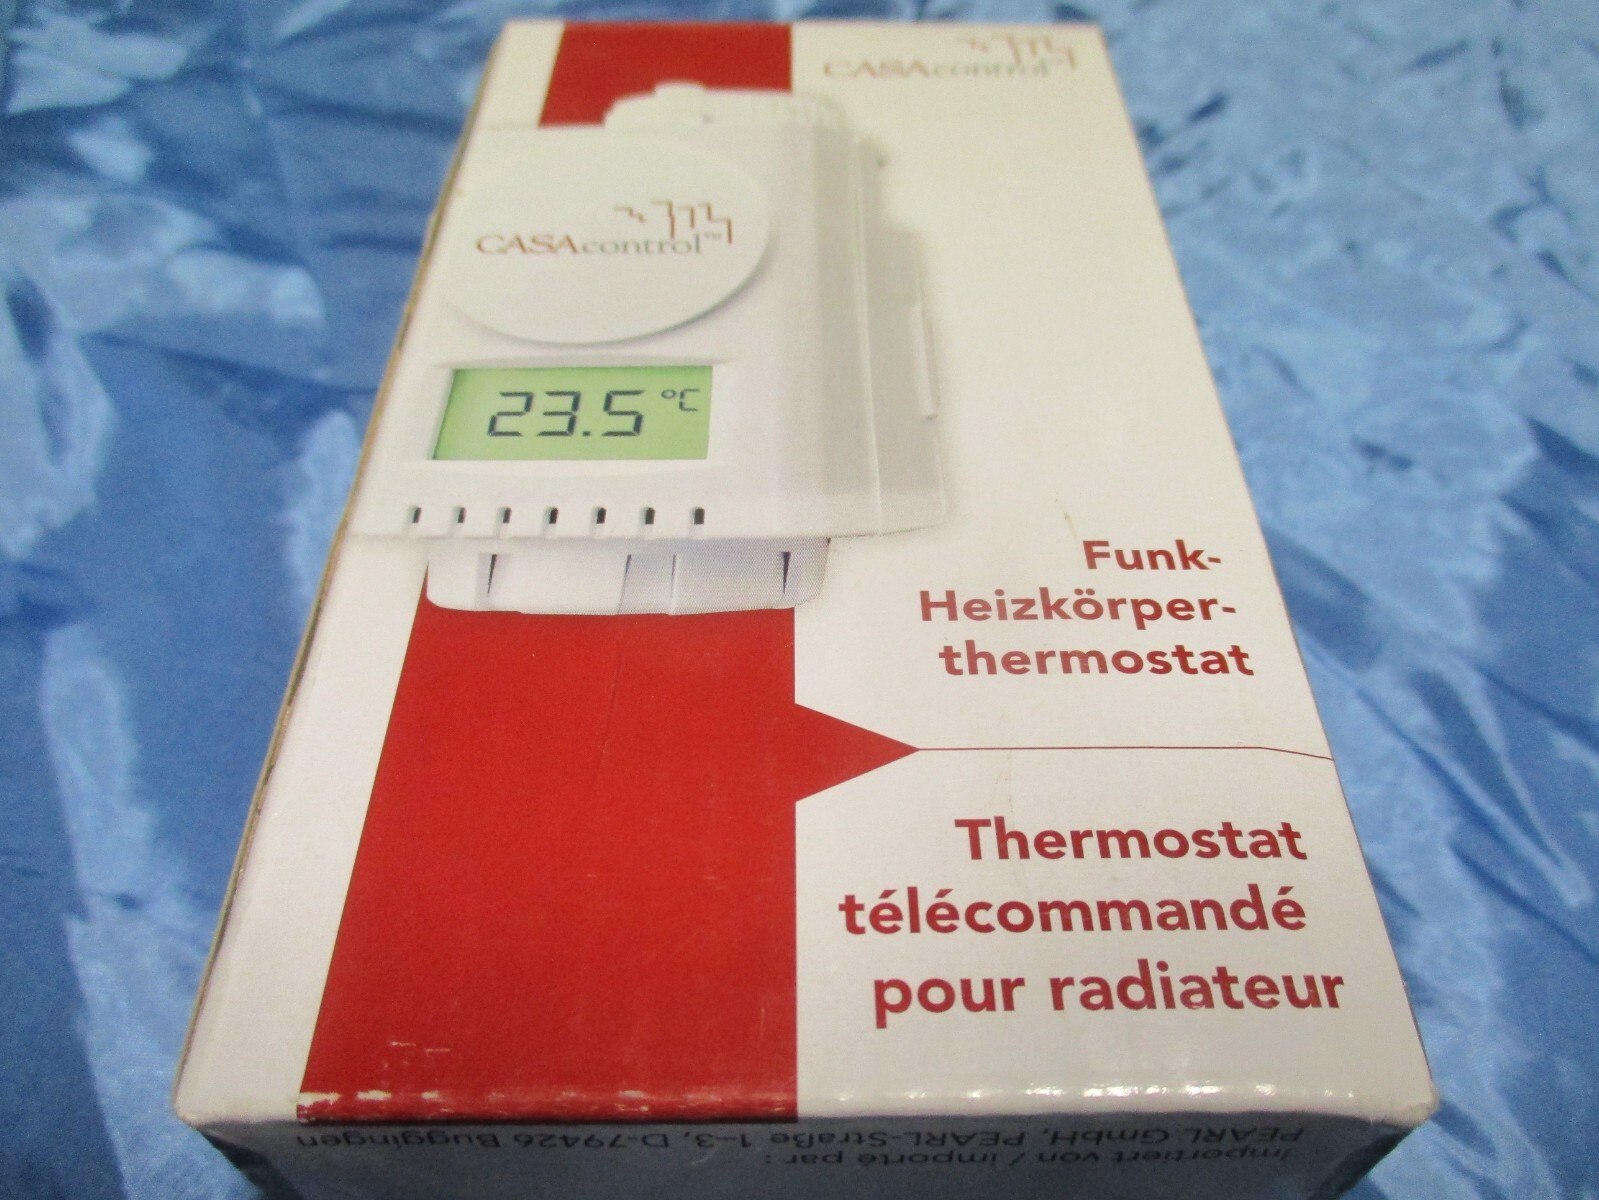 CASAcontrol
CASAcontrol™
23.5 °C
Funk-
Heizkörper-
thermostat
Thermostat
télécommandé
pour radiateur
Importiert von / importé par :
PEARL GmbH, PEARL-Straße 1–3, D-79426 Buggingen